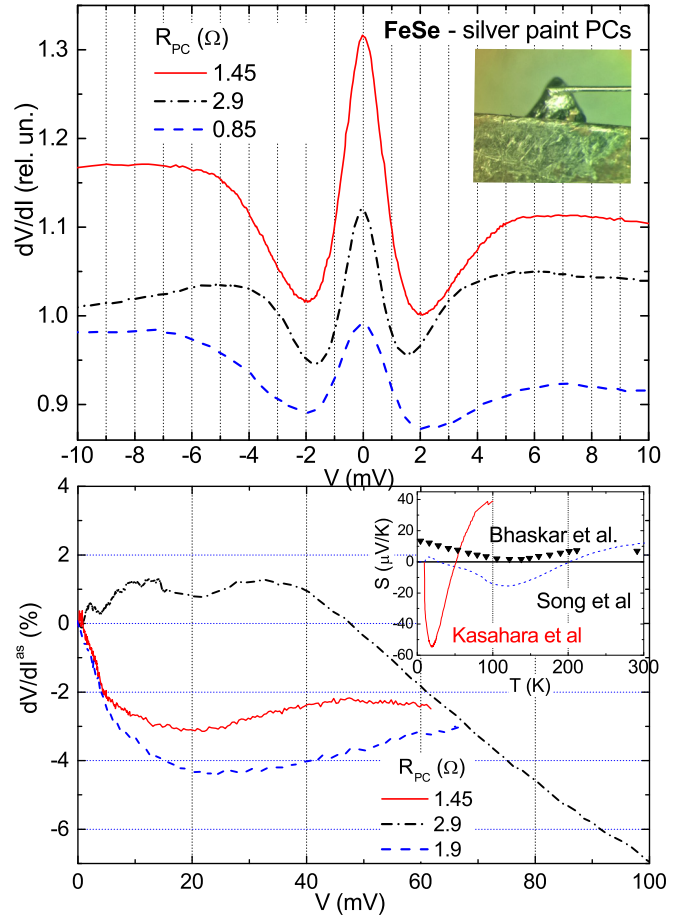 FeSe - silver paint PCs
R_PC (Ω)
1.45
2.9
0.85
1.3
1.2
1.1
1.0
0.9
dV/dI (rel. un.)
-10 -8 -6 -4 -2 0 2 4 6 8 10
V (mV)
4
2
0
-2
-4
-6
dV/dI^as (%)
40
20
0
-20
-40
-60
S (μV/K)
Bhaskar et al.
Song et al
Kasahara et al
0 100 200 300
T (K)
R_PC (Ω)
1.45
2.9
1.9
0 20 40 60 80 100
V (mV)